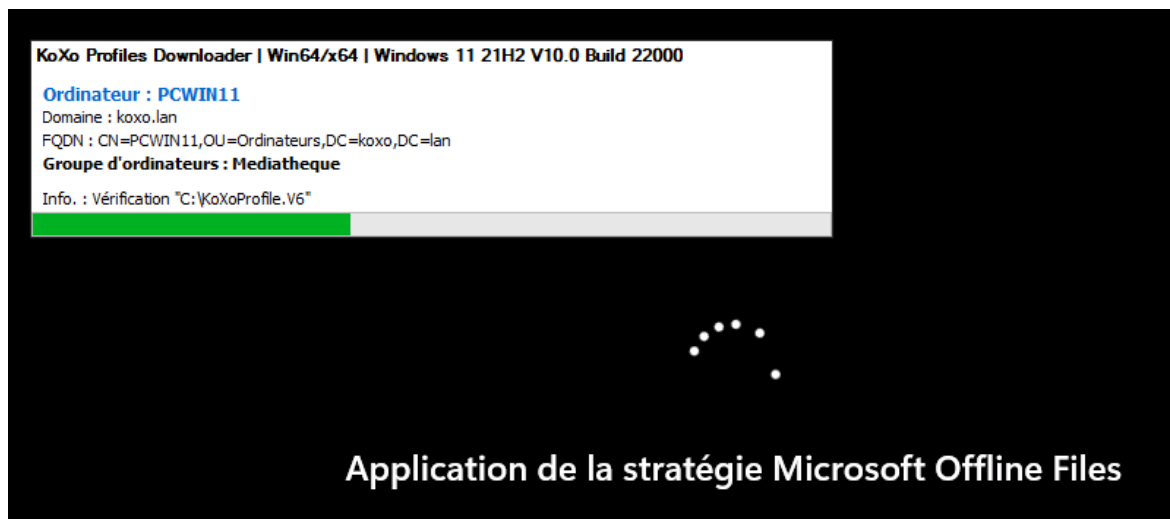 KoXo Profiles Downloader | Win64/x64 | Windows 11 21H2 V10.0 Build 22000
Ordinateur : PCWIN11
Domaine : koxo.lan
FQDN : CN=PCWIN11,OU=Ordinateurs,DC=koxo,DC=lan
Groupe d'ordinateurs : Mediatheque
Info. : Vérification "C:\KoXoProfile.V6"
Application de la stratégie Microsoft Offline Files